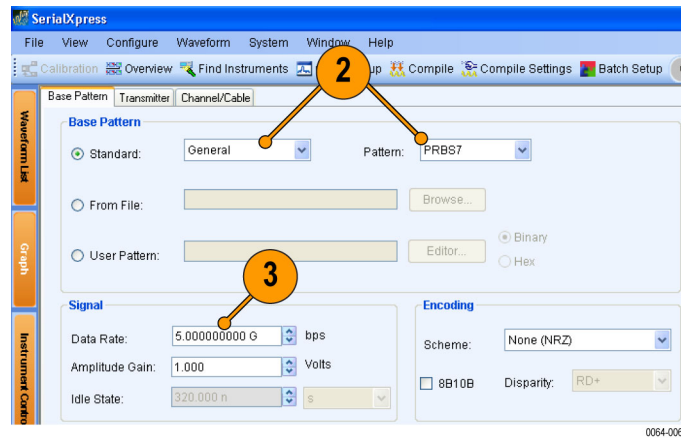 SerialXpress
File View Configure Waveform System Window Help
Calibration Overview Find Instruments up Compile Compile Settings Batch Setup
2
Base Pattern Transmitter Channel/Cable
Waveform List
Base Pattern
Standard: General Pattern: PRBS7
From File: Browse...
User Pattern: Editor... Binary
Hex
Graph
3
Signal Encoding
Data Rate: 5.000000000 G bps
Scheme: None (NRZ)
Amplitude Gain: 1.000 Volts
8B10B Disparity: RD+
Idle State: 320.000 n s
Instrument Contro
0064-006